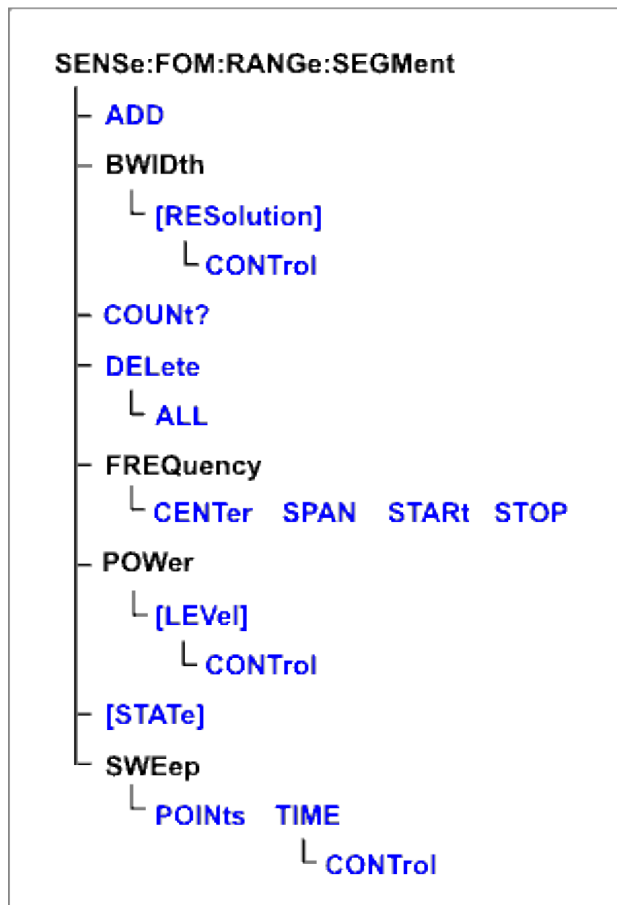 SENSe:FOM:RANGe:SEGMent
ADD
BWIDth
[RESolution]
CONTrol
COUNt?
DELete
ALL
FREQuency
CENTer SPAN STARt STOP
POWer
[LEVel]
CONTrol
[STATe]
SWEep
POINts TIME
CONTrol